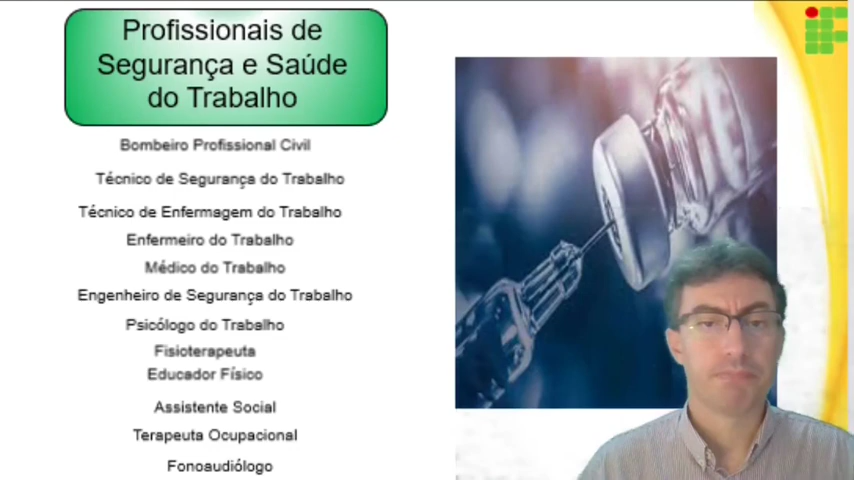 Profissionais de
Segurança e Saúde
do Trabalho
Bombeiro Profissional Civil
Técnico de Segurança do Trabalho
Técnico de Enfermagem do Trabalho
Enfermeiro do Trabalho
Médico do Trabalho
Engenheiro de Segurança do Trabalho
Psicólogo do Trabalho
Fisioterapeuta
Educador Físico
Assistente Social
Terapeuta Ocupacional
Fonoaudiólogo